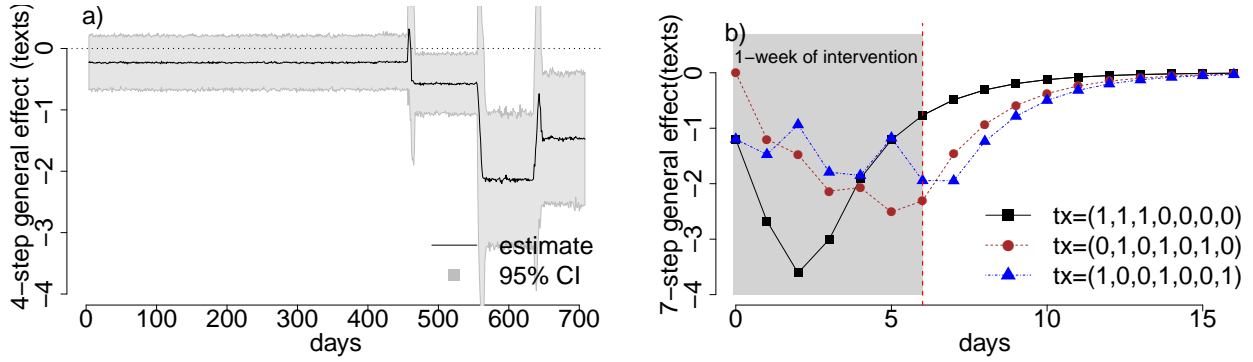 a)
4−step general effect (texts)
0
−1
−2
−3
−4
estimate
95% CI
0 100 200 300 400 500 600 700
days
b)
1−week of intervention
7−step general effect(texts)
0
−1
−2
−3
−4
tx=(1,1,1,0,0,0,0)
tx=(0,1,0,1,0,1,0)
tx=(1,0,0,1,0,0,1)
0 5 10 15
days